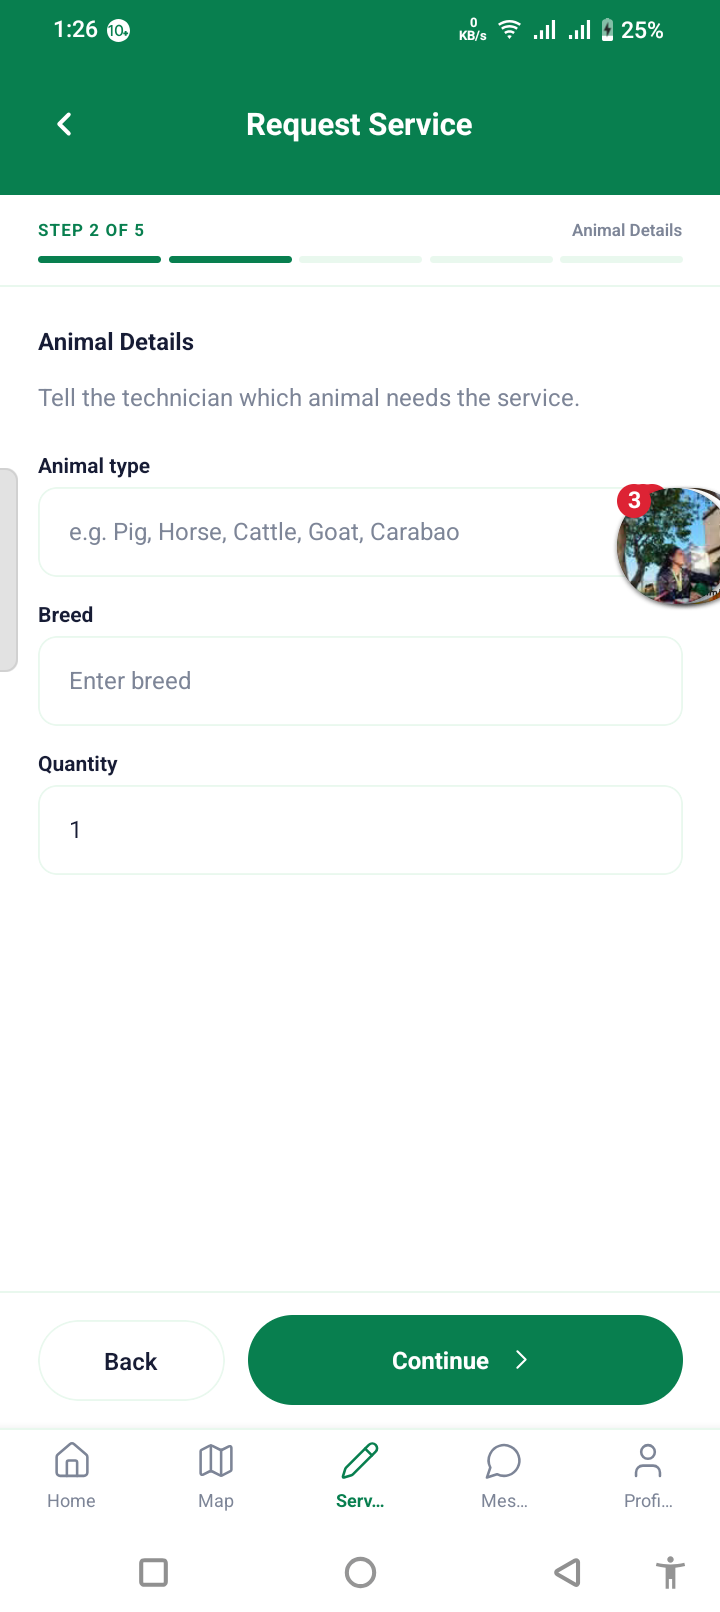 1:26
0
KB/s
25%
Request Service
STEP 2 OF 5
Animal Details
Animal Details
Tell the technician which animal needs the service.
Animal type
e.g. Pig, Horse, Cattle, Goat, Carabao
3
Breed
Enter breed
Quantity
1
Back
Continue
Home
Map
Serv...
Mes...
Profi...